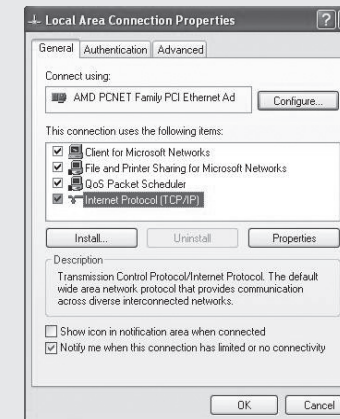 Local Area Connection Properties
?
General Authentication Advanced
Connect using:
AMD PCNET Family PCI Ethernet Ad Configure...
This connection uses the following items:
Client for Microsoft Networks
File and Printer Sharing for Microsoft Networks
QoS Packet Scheduler
Internet Protocol (TCP/IP)
Install... Uninstall Properties
Description
Transmission Control Protocol/Internet Protocol. The default
wide area network protocol that provides communication
across diverse interconnected networks.
Show icon in notification area when connected
Notify me when this connection has limited or no connectivity
OK Cancel